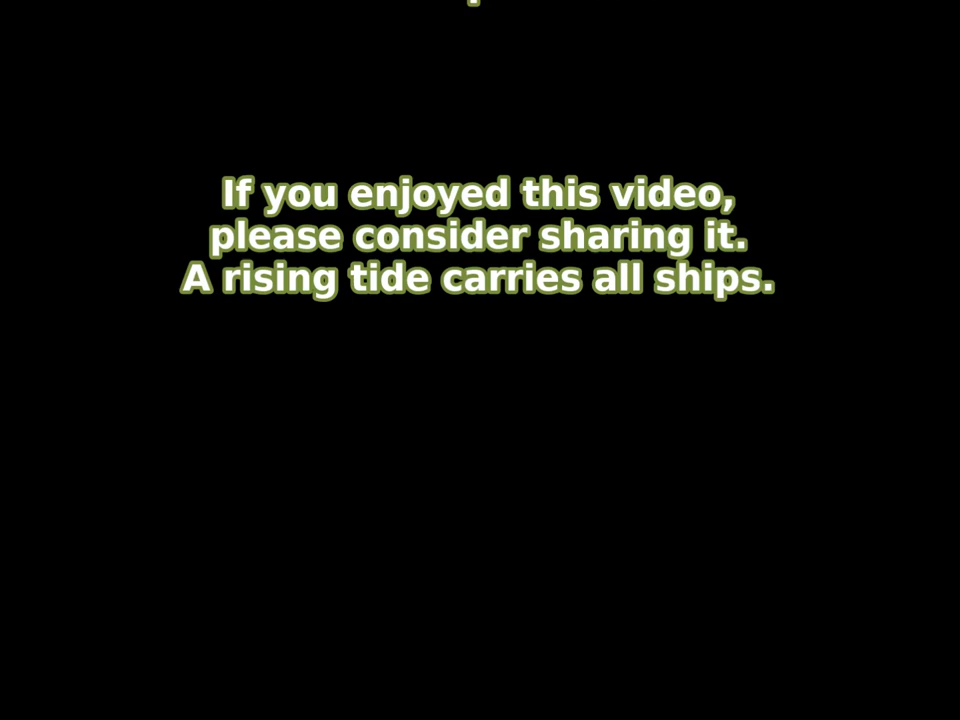 If you enjoyed this video,
please consider sharing it.
A rising tide carries all ships.